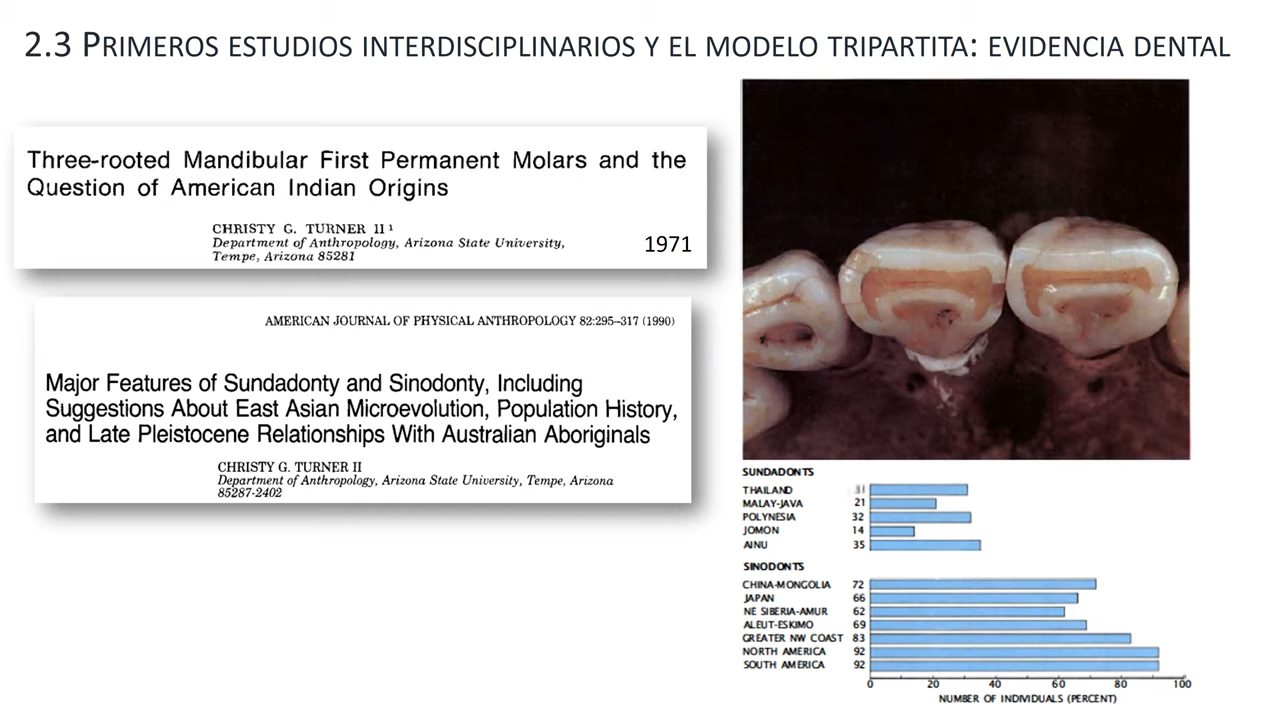 2.3 PRIMEROS ESTUDIOS INTERDISCIPLINARIOS Y EL MODELO TRIPARTITA: EVIDENCIA DENTAL
Three-rooted Mandibular First Permanent Molars and the
Question of American Indian Origins
CHRISTY G. TURNER II ¹
Department of Anthropology, Arizona State University,
Tempe, Arizona 85281
1971
AMERICAN JOURNAL OF PHYSICAL ANTHROPOLOGY 82:295–317 (1990)
Major Features of Sundadonty and Sinodonty, Including
Suggestions About East Asian Microevolution, Population History,
and Late Pleistocene Relationships With Australian Aboriginals
CHRISTY G. TURNER II
Department of Anthropology, Arizona State University, Tempe, Arizona
85287-2402
SUNDADONTS
THAILAND 31
MALAY-JAVA 21
POLYNESIA 32
JOMON 14
AINU 35
SINODONTS
CHINA-MONGOLIA 72
JAPAN 66
NE SIBERIA-AMUR 62
ALEUT-ESKIMO 69
GREATER NW COAST 83
NORTH AMERICA 92
SOUTH AMERICA 92
0 20 40 60 80 100
NUMBER OF INDIVIDUALS (PERCENT)